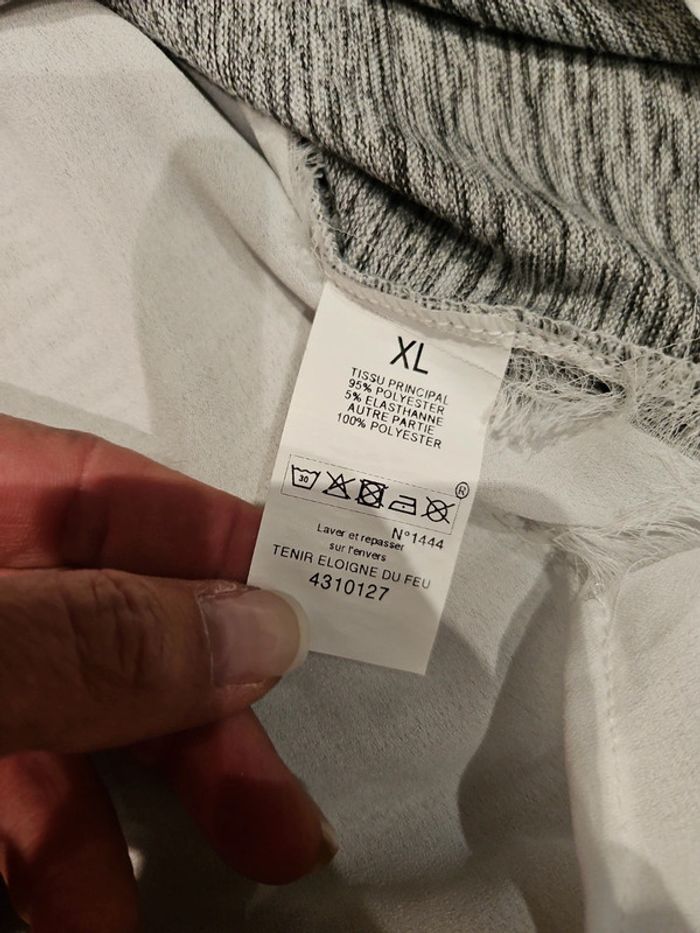 XL
TISSU PRINCIPAL
95% POLYESTER
5% ELASTHANNE
AUTRE PARTIE
100% POLYESTER
30
®
N°1444
Laver et repasser
sur l'envers
TENIR ELOIGNE DU FEU
4310127